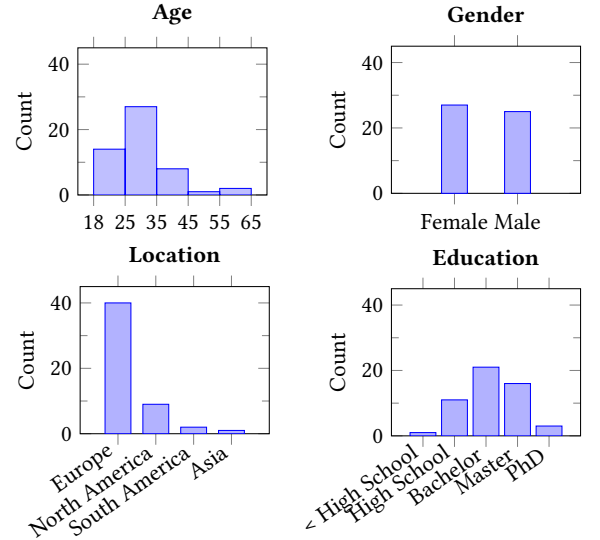 Age
Count
40
20
0
18 25 35 45 55 65
Gender
Count
40
20
0
Female Male
Location
Count
40
20
0
Europe
North America
South America
Asia
Education
Count
40
20
0
< High School
High School
Bachelor
Master
PhD